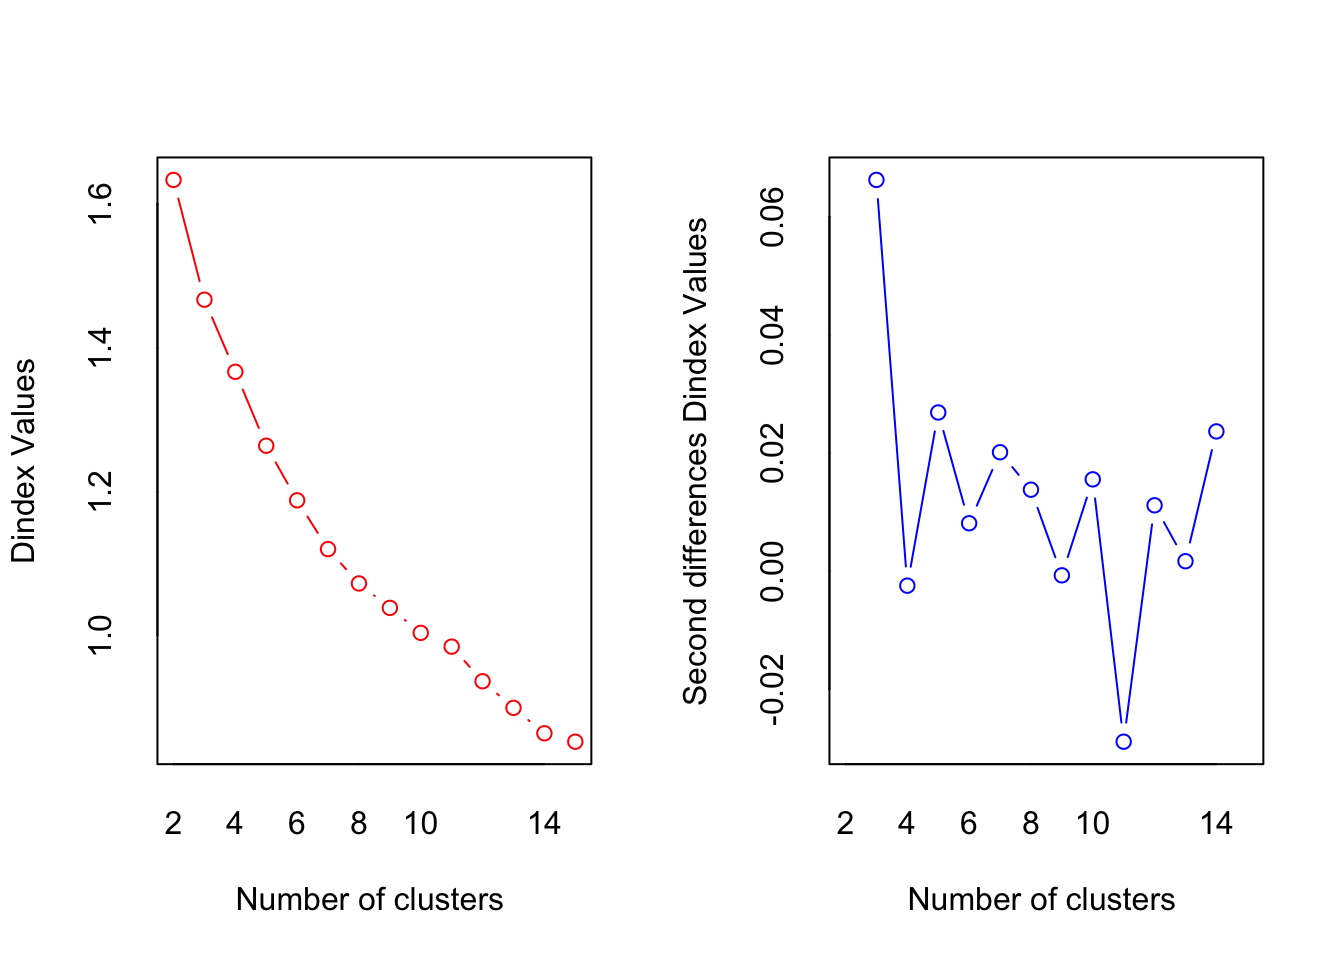 Dindex Values
1.0 1.2 1.4 1.6
2 4 6 8 10 14
Number of clusters
Second differences Dindex Values
-0.02 0.00 0.02 0.04 0.06
2 4 6 8 10 14
Number of clusters